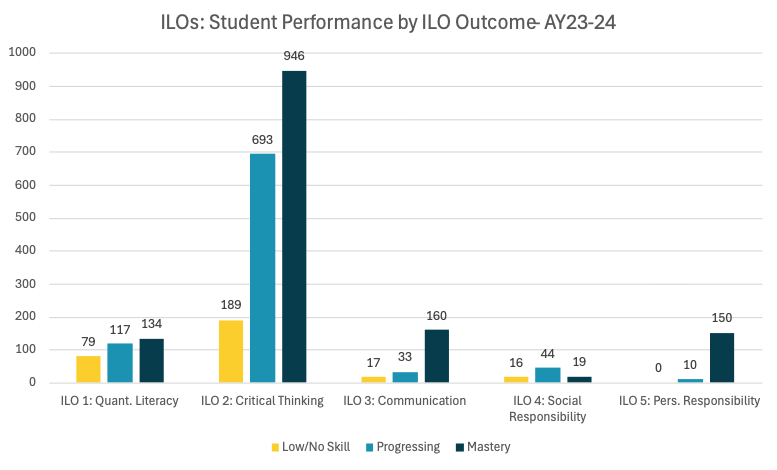 ILOs: Student Performance by ILO Outcome- AY23-24
1000
900
800
700
600
500
400
300
200
100
0
79
117
134
189
693
946
17
33
160
16
44
19
0
10
150
ILO 1: Quant. Literacy
ILO 2: Critical Thinking
ILO 3: Communication
ILO 4: Social
Responsibility
ILO 5: Pers. Responsibility
Low/No Skill
Progressing
Mastery